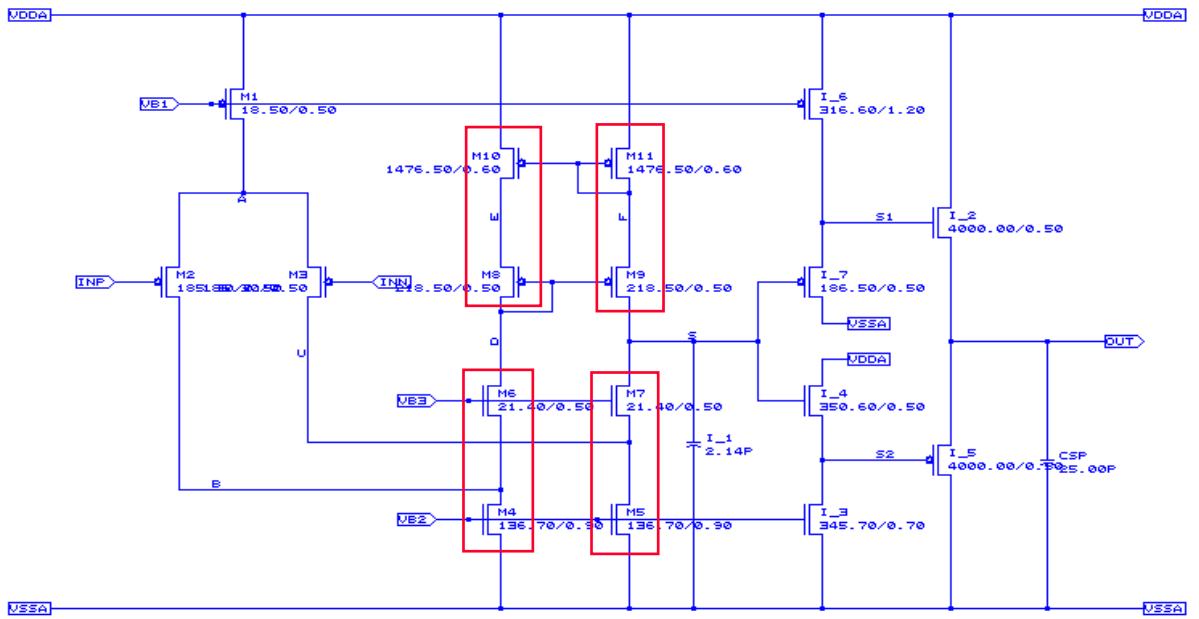 VDDA
VDDA
VB1
M1
18.50/0.50
I_6
316.60/1.20
M10
1476.50/0.60
M11
1476.50/0.60
A
E
F
S1
I_2
4000.00/0.50
INP
M2
M3
INN
M8
218.50/0.50
M9
218.50/0.50
I_7
186.50/0.50
VSSA
D
S
OUT
VDDA
VB3
M6
21.40/0.50
M7
21.40/0.50
I_4
350.60/0.50
I_1
2.14P
S2
I_5
4000.00/0.50
CSP
25.00P
B
VB2
M4
136.70/0.90
M5
136.70/0.90
I_3
345.70/0.70
VSSA
VSSA